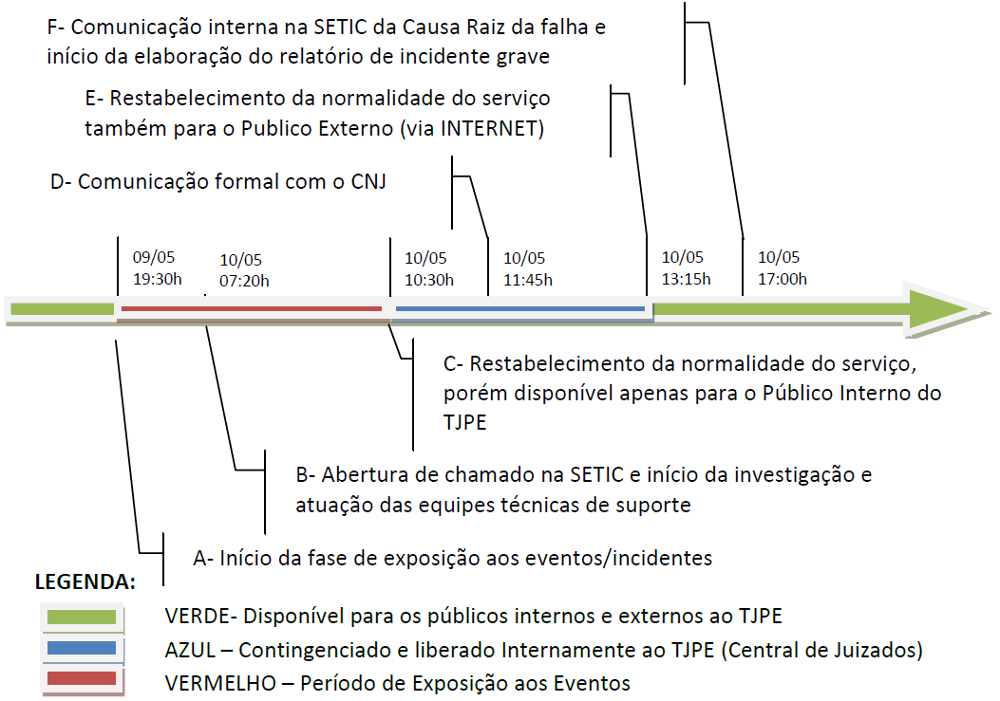 F- Comunicação interna na SETIC da Causa Raiz da falha e
início da elaboração do relatório de incidente grave
E- Restabelecimento da normalidade do serviço
também para o Publico Externo (via INTERNET)
D- Comunicação formal com o CNJ
09/05
19:30h
10/05
07:20h
10/05
10:30h
10/05
11:45h
10/05
13:15h
10/05
17:00h
C- Restabelecimento da normalidade do serviço,
porém disponível apenas para o Público Interno do
TJPE
B- Abertura de chamado na SETIC e início da investigação e
atuação das equipes técnicas de suporte
A- Início da fase de exposição aos eventos/incidentes
LEGENDA:
VERDE- Disponível para os públicos internos e externos ao TJPE
AZUL – Contingenciado e liberado Internamente ao TJPE (Central de Juizados)
VERMELHO – Período de Exposição aos Eventos